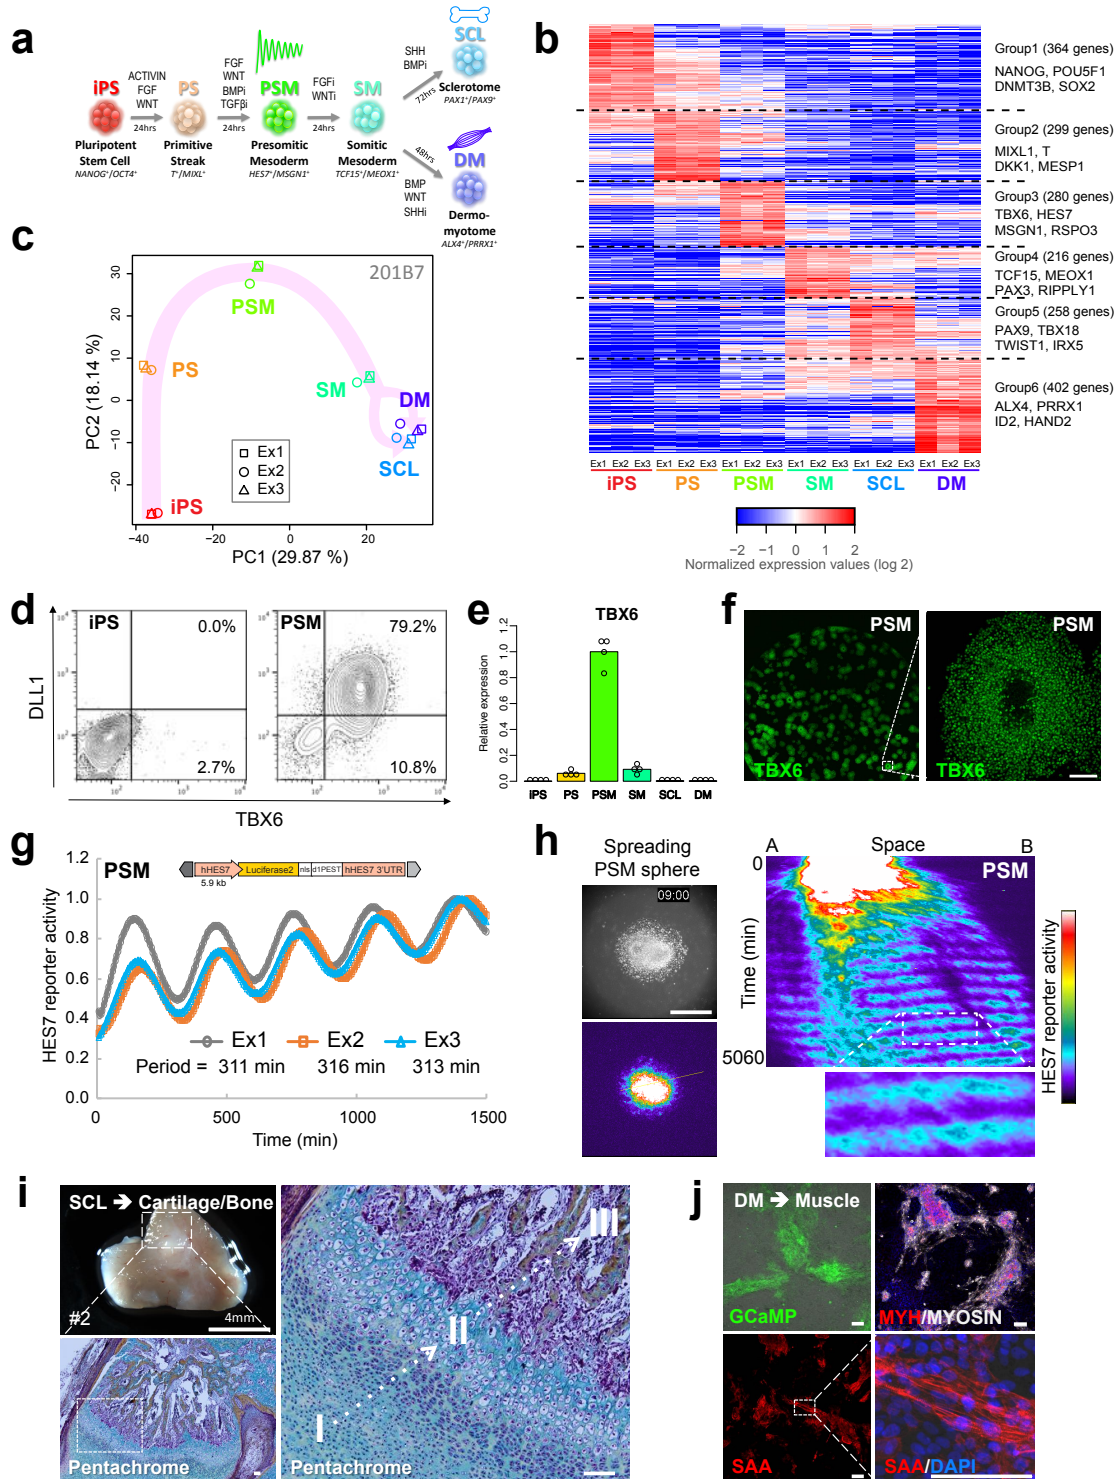 a
iPS
PS
PSM
SM
SCL
DM
ACTIVIN
FGF
WNT
24hrs
FGF
WNT
BMPi
TGFβi
24hrs
FGFi
WNTi
24hrs
SHH
BMPi
72hrs
48hrs
BMP
WNT
SHHi
Pluripotent
Stem Cell
NANOG⁺/OCT4⁺
Primitive
Streak
T⁺/MIXL⁺
Presomitic
Mesoderm
HES7⁺/MSGN1⁺
Somitic
Mesoderm
TCF15⁺/MEOX1⁺
Sclerotome
PAX1⁺/PAX9⁺
Dermo-
myotome
ALX4⁺/PRRX1⁺
b
Group1 (364 genes)
NANOG, POU5F1
DNMT3B, SOX2
Group2 (299 genes)
MIXL1, T
DKK1, MESP1
Group3 (280 genes)
TBX6, HES7
MSGN1, RSPO3
Group4 (216 genes)
TCF15, MEOX1
PAX3, RIPPLY1
Group5 (258 genes)
PAX9, TBX18
TWIST1, IRX5
Group6 (402 genes)
ALX4, PRRX1
ID2, HAND2
Ex1 Ex2 Ex3 Ex1 Ex2 Ex3 Ex1 Ex2 Ex3 Ex1 Ex2 Ex3 Ex1 Ex2 Ex3 Ex1 Ex2 Ex3
iPS PS PSM SM SCL DM
−2 −1 0 1 2
Normalized expression values (log 2)
c
201B7
PSM
PS
SM
DM
SCL
iPS
Ex1
Ex2
Ex3
30
20
10
0
−10
−20
PC2 (18.14 %)
−40 −20 0 20
PC1 (29.87 %)
d
iPS
0.0%
2.7%
PSM
79.2%
10.8%
DLL1
TBX6
10⁴
10³
10²
10² 10³ 10⁴
10⁴
10³
10²
10² 10³ 10⁴
e
TBX6
Relative expression
1.2
1.0
0.8
0.6
0.4
0.2
0.0
iPS PS PSM SM SCL DM
f
PSM
TBX6
PSM
TBX6
g
PSM
hHES7 Luciferase2 nls d1PEST hHES7 3'UTR
5.9 kb
HES7 reporter activity
1.2
1.0
0.8
0.6
0.4
0.2
0.0
Ex1 Ex2 Ex3
Period = 311 min 316 min 313 min
0 500 1000 1500
Time (min)
h
Spreading
PSM sphere
09:00
A Space B
PSM
0
Time (min)
5060
HES7 reporter activity
i
SCL ➔ Cartilage/Bone
#2
4mm
Pentachrome
I
II
III
Pentachrome
j
DM ➔ Muscle
GCaMP
MYH/MYOSIN
SAA
SAA/DAPI